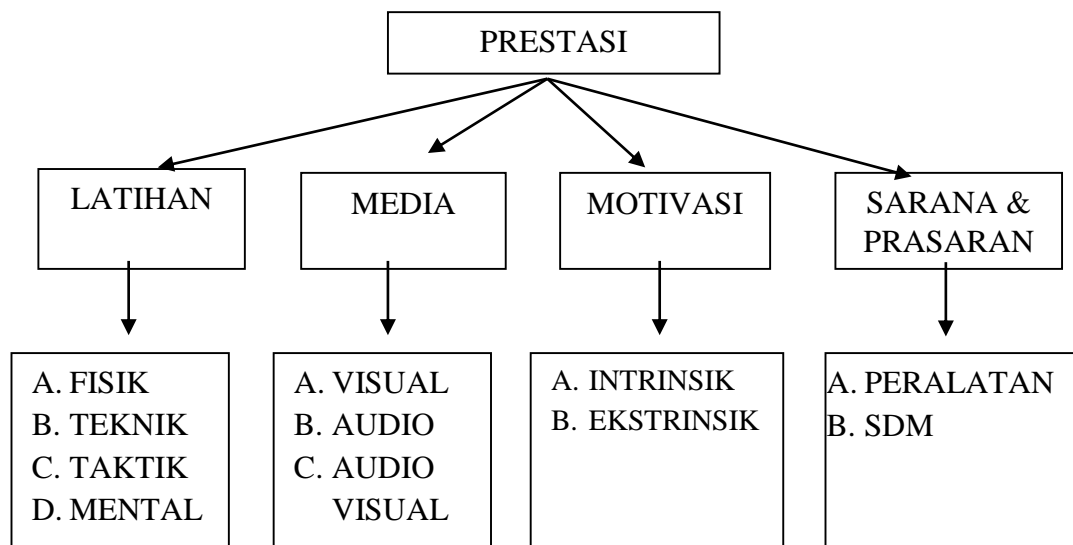 PRESTASI
LATIHAN
MEDIA
MOTIVASI
SARANA &
PRASARAN
A. FISIK
B. TEKNIK
C. TAKTIK
D. MENTAL
A. VISUAL
B. AUDIO
C. AUDIO
VISUAL
A. INTRINSIK
B. EKSTRINSIK
A. PERALATAN
B. SDM